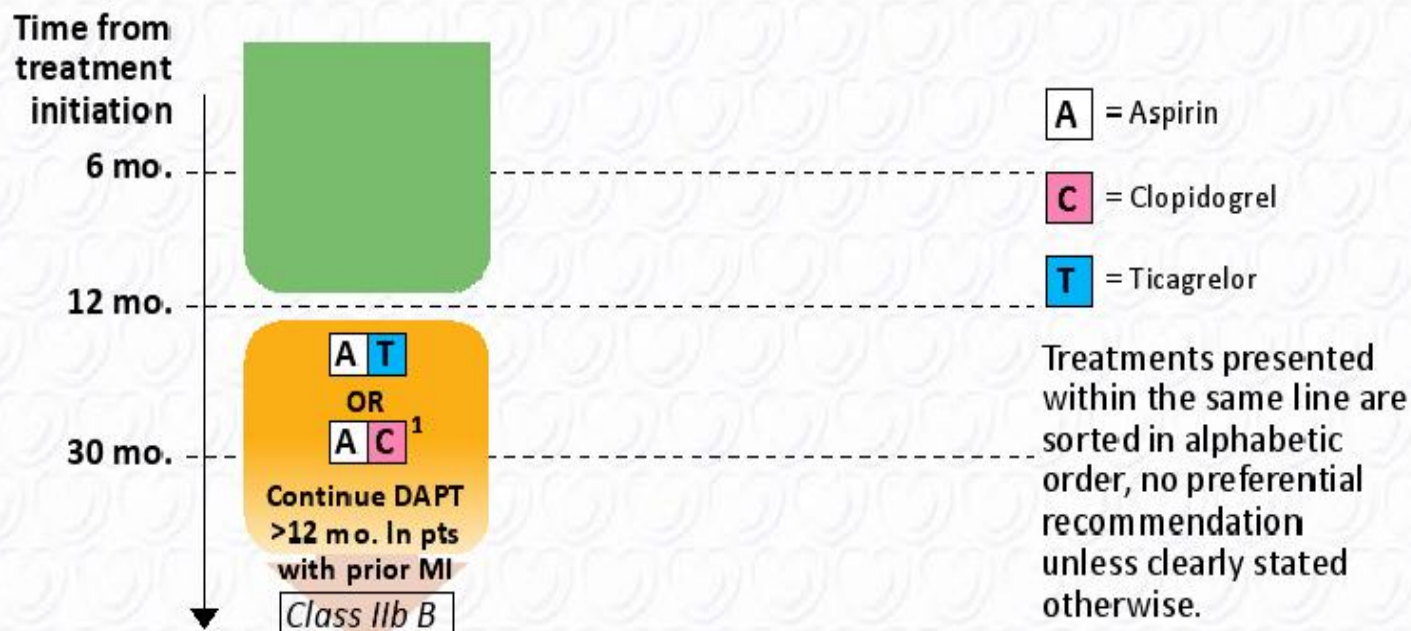 Time from
treatment
initiation
6 mo.
12 mo.
30 mo.
A T
OR
A C 1
Continue DAPT
>12 mo. In pts
with prior MI
Class IIb B
A = Aspirin
C = Clopidogrel
T = Ticagrelor
Treatments presented
within the same line are
sorted in alphabetic
order, no preferential
recommendation
unless clearly stated
otherwise.